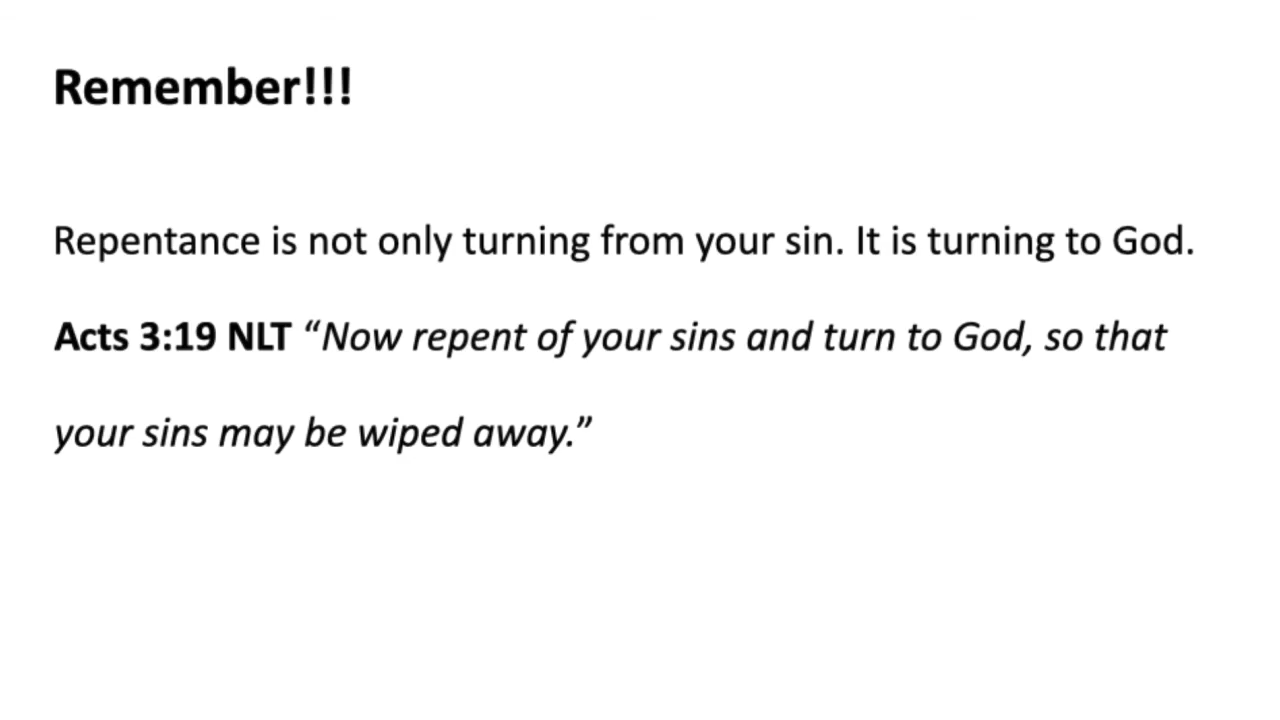 Remember!!!
Repentance is not only turning from your sin. It is turning to God.
Acts 3:19 NLT “Now repent of your sins and turn to God, so that
your sins may be wiped away.”